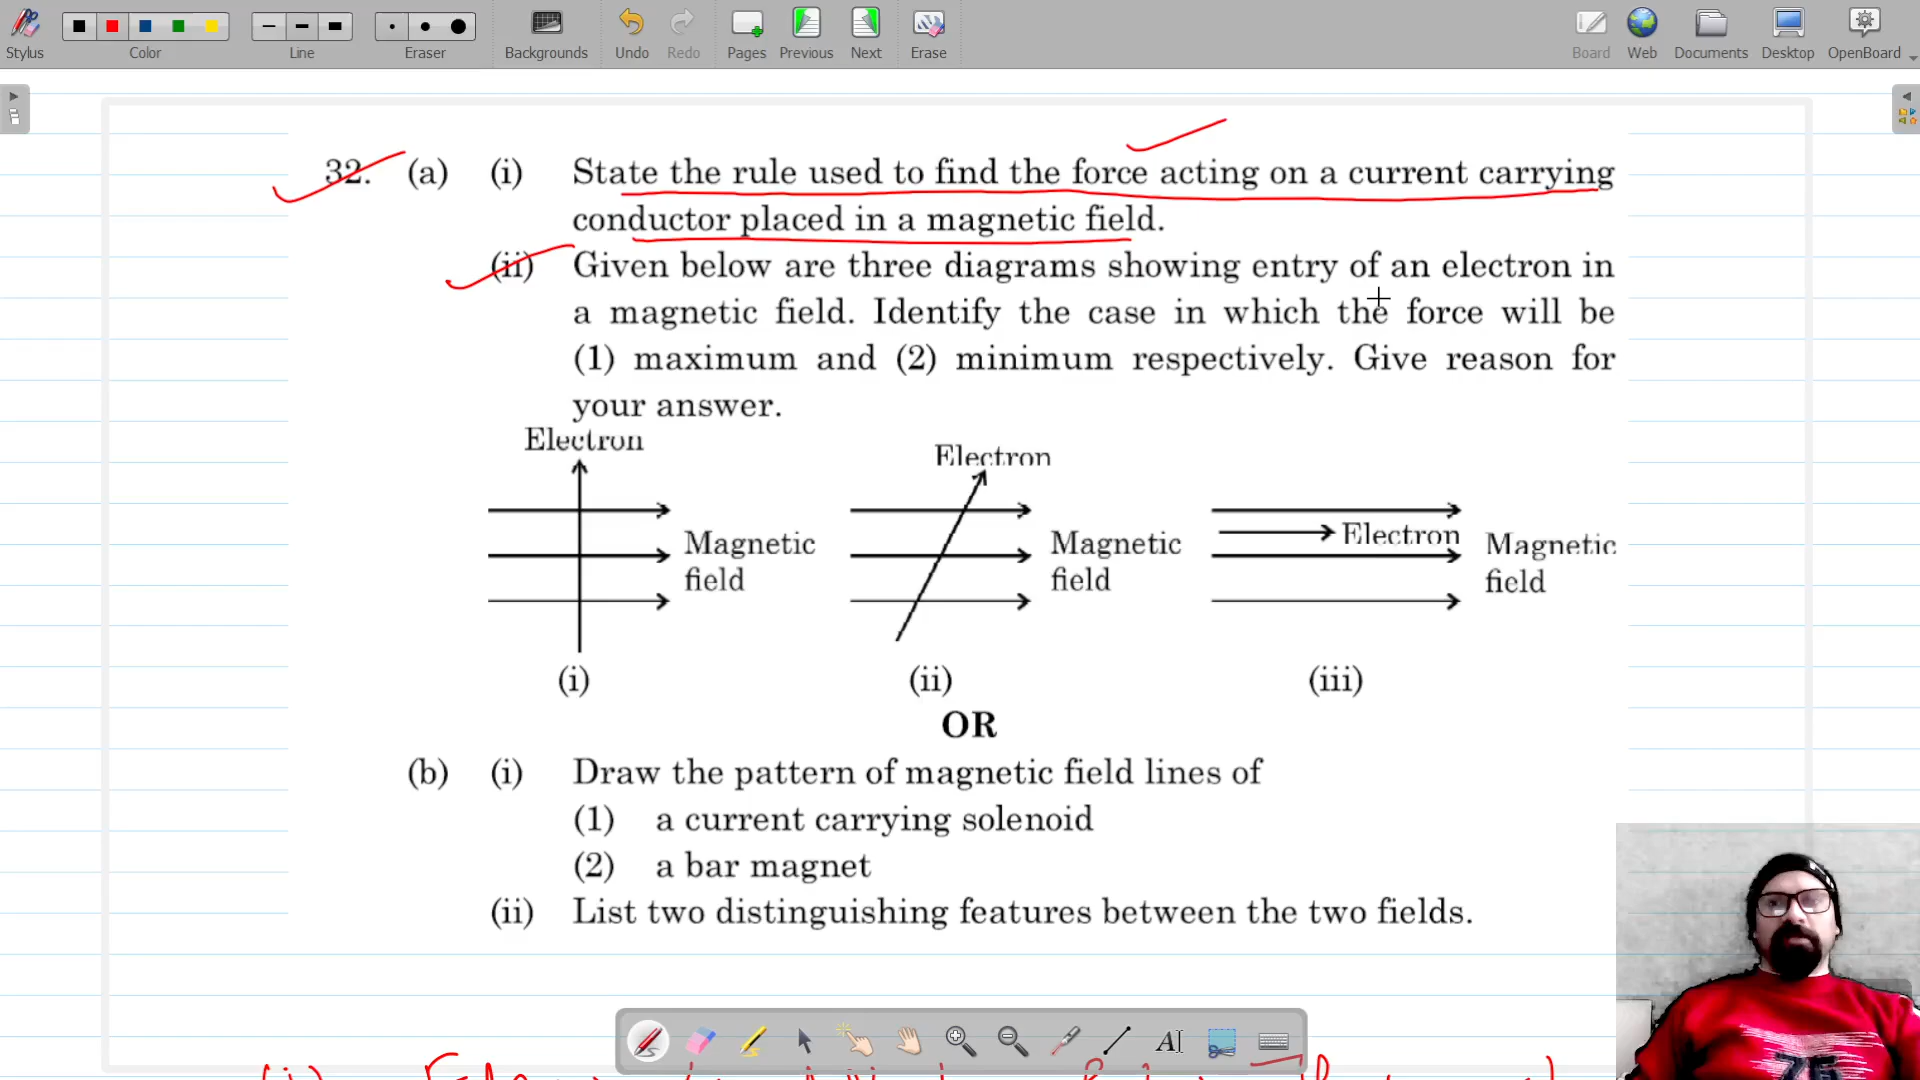 Stylus Color Line Eraser Backgrounds Undo Redo Pages Previous Next Erase Board Web Documents Desktop OpenBoard
32. (a) (i) State the rule used to find the force acting on a current carrying
conductor placed in a magnetic field.
(ii) Given below are three diagrams showing entry of an electron in
a magnetic field. Identify the case in which the force will be
(1) maximum and (2) minimum respectively. Give reason for
your answer.
Electron
Magnetic
field
(i)
Electron
Magnetic
field
(ii)
Electron
Magnetic
field
(iii)
OR
(b) (i) Draw the pattern of magnetic field lines of
(1) a current carrying solenoid
(2) a bar magnet
(ii) List two distinguishing features between the two fields.
AI
(i)